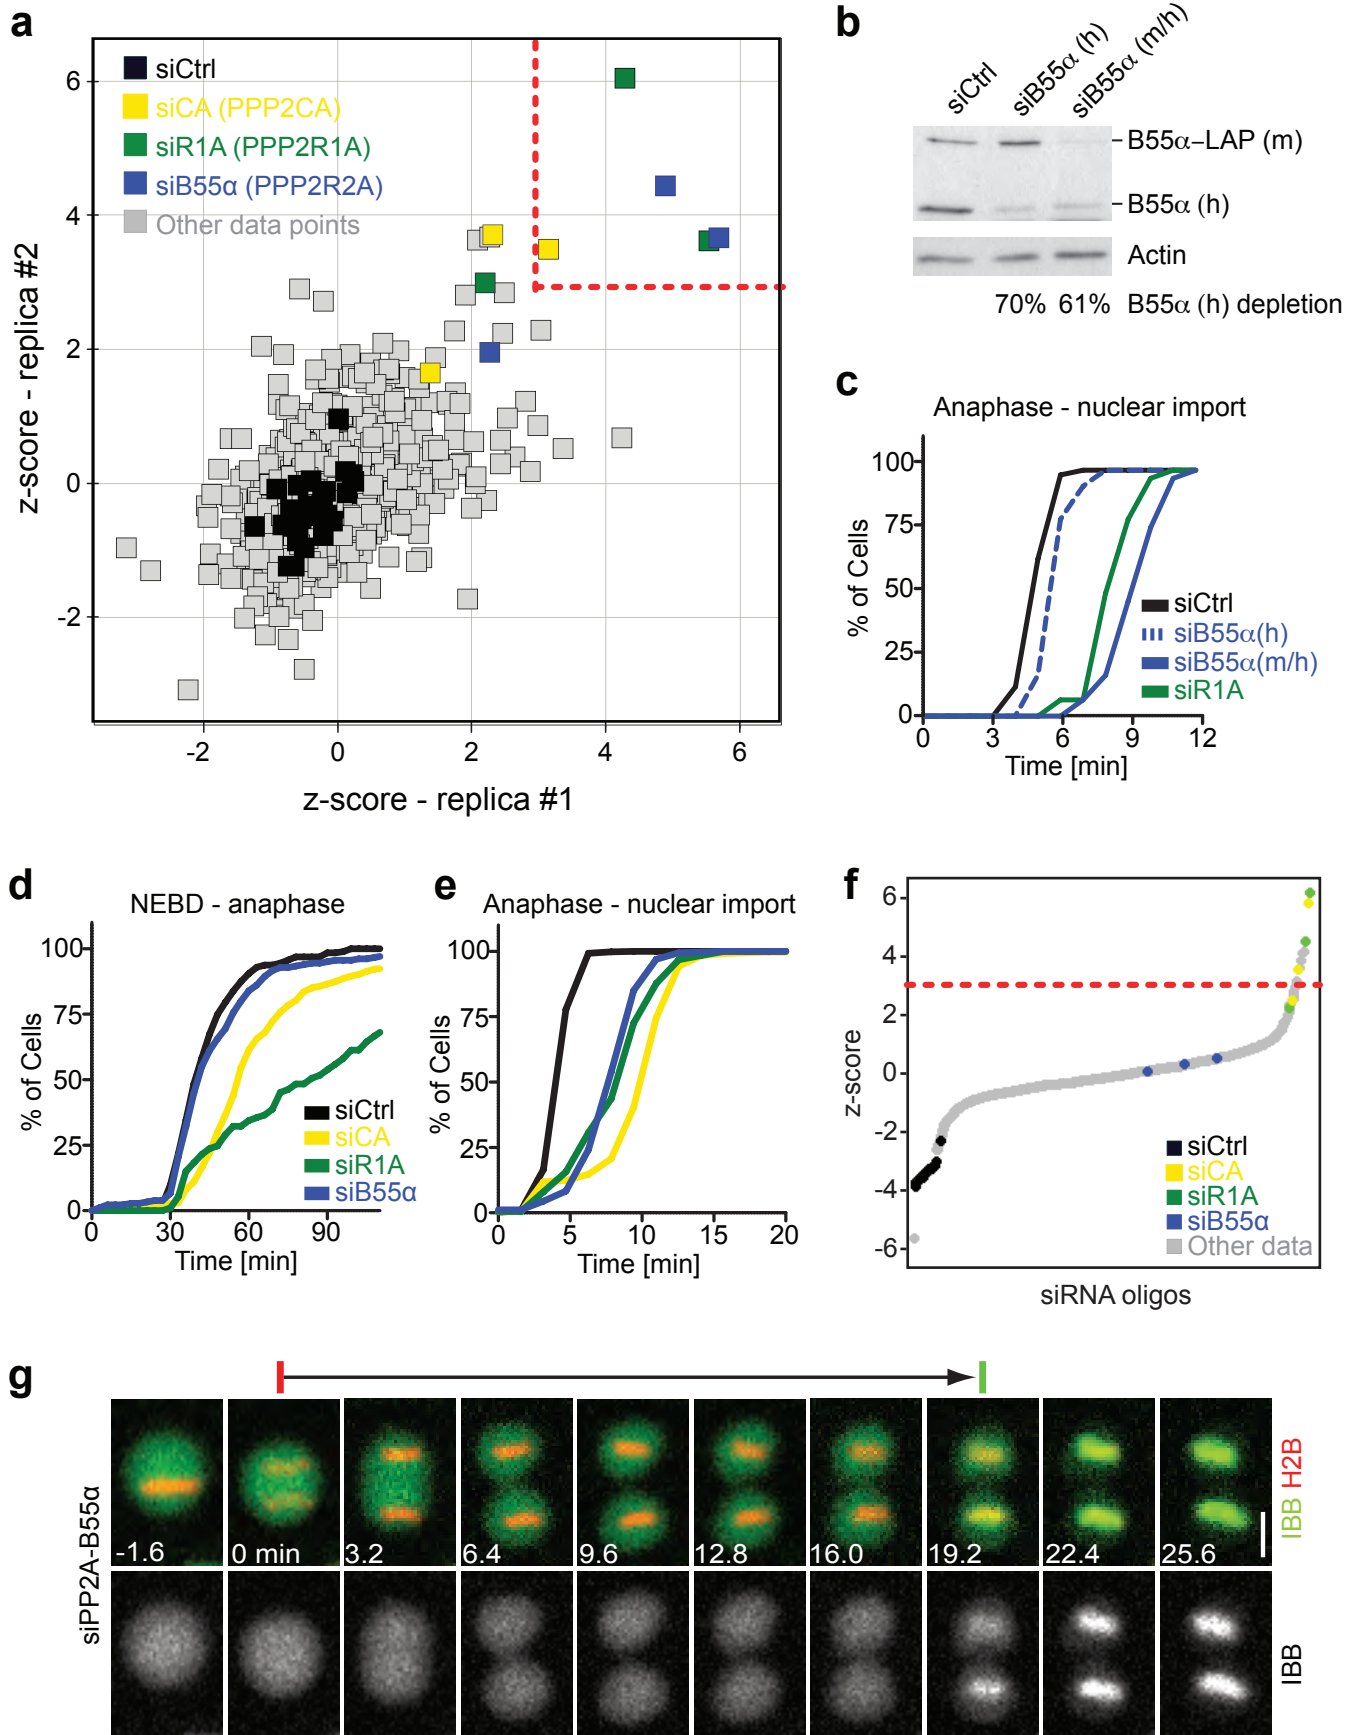 a
z-score - replica #2
6
4
2
0
-2
siCtrl
siCA (PPP2CA)
siR1A (PPP2R1A)
siB55α (PPP2R2A)
Other data points
-2 0 2 4 6
z-score - replica #1
b
siCtrl
siB55α (h)
siB55α (m/h)
B55α–LAP (m)
B55α (h)
Actin
70% 61% B55α (h) depletion
c
Anaphase - nuclear import
% of Cells
100
75
50
25
0
siCtrl
siB55α(h)
siB55α(m/h)
siR1A
0 3 6 9 12
Time [min]
d
NEBD - anaphase
% of Cells
100
75
50
25
0
siCtrl
siCA
siR1A
siB55α
0 30 60 90
Time [min]
e
Anaphase - nuclear import
% of Cells
100
75
50
25
0
0 5 10 15 20
Time [min]
f
z-score
6
4
2
0
-2
-4
-6
siCtrl
siCA
siR1A
siB55α
Other data
siRNA oligos
g
siPP2A-B55α
-1.6 0 min 3.2 6.4 9.6 12.8 16.0 19.2 22.4 25.6
IBB H2B
IBB